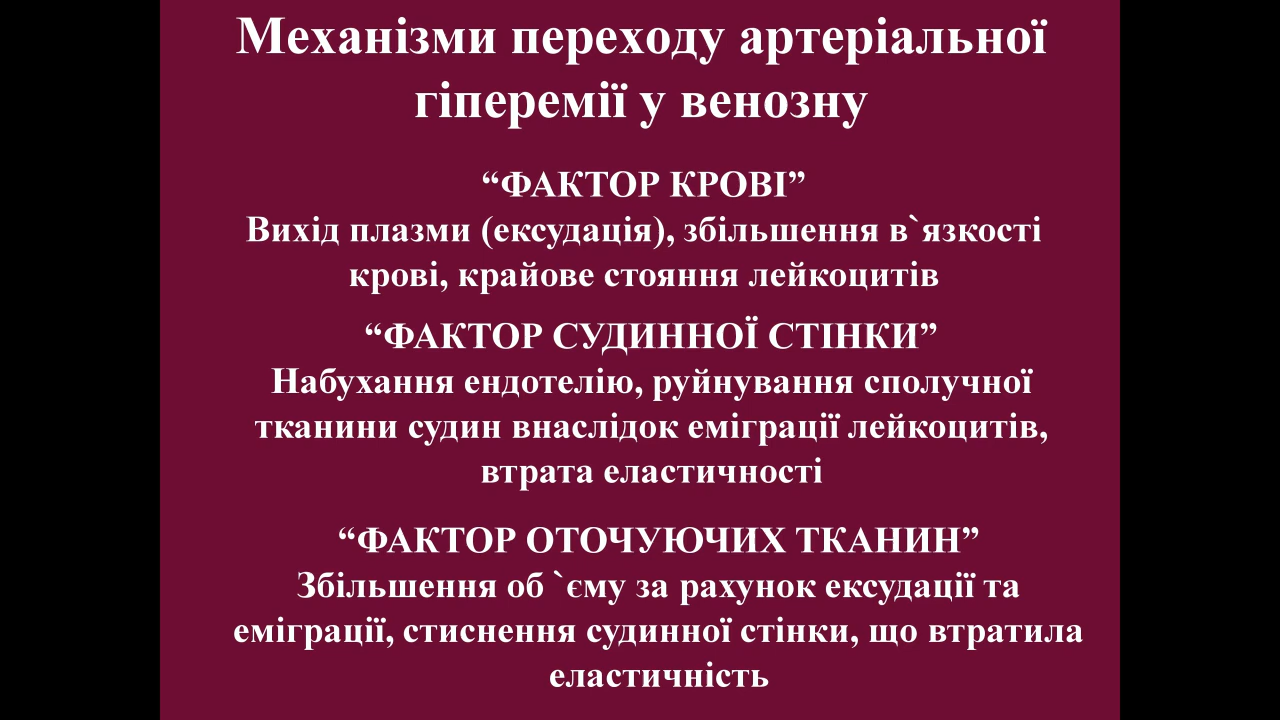 Механізми переходу артеріальної
гіперемії у венозну
“ФАКТОР КРОВІ”
Вихід плазми (ексудація), збільшення в`язкості
крові, крайове стояння лейкоцитів
“ФАКТОР СУДИННОЇ СТІНКИ”
Набухання ендотелію, руйнування сполучної
тканини судин внаслідок еміграції лейкоцитів,
втрата еластичності
“ФАКТОР ОТОЧУЮЧИХ ТКАНИН”
Збільшення об `єму за рахунок ексудації та
еміграції, стиснення судинної стінки, що втратила
еластичність